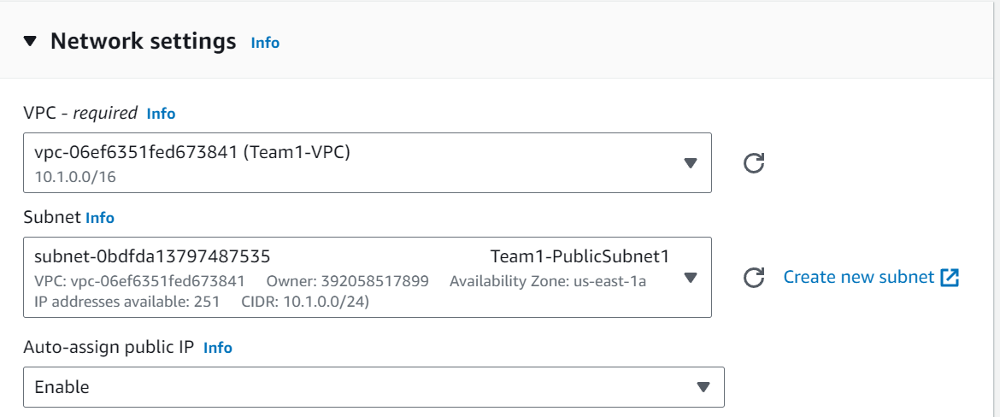 Network settings Info
VPC - required Info
vpc-06ef6351fed673841 (Team1-VPC)
10.1.0.0/16
Subnet Info
subnet-0bdfda13797487535 Team1-PublicSubnet1
VPC: vpc-06ef6351fed673841 Owner: 392058517899 Availability Zone: us-east-1a
IP addresses available: 251 CIDR: 10.1.0.0/24)
Create new subnet
Auto-assign public IP Info
Enable